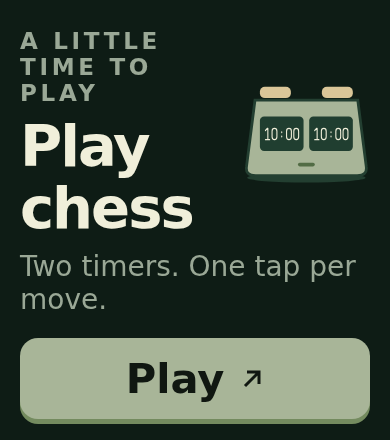 A LITTLE
TIME TO
PLAY
Play
chess
10:00 10:00
Two timers. One tap per
move.
Play ↗